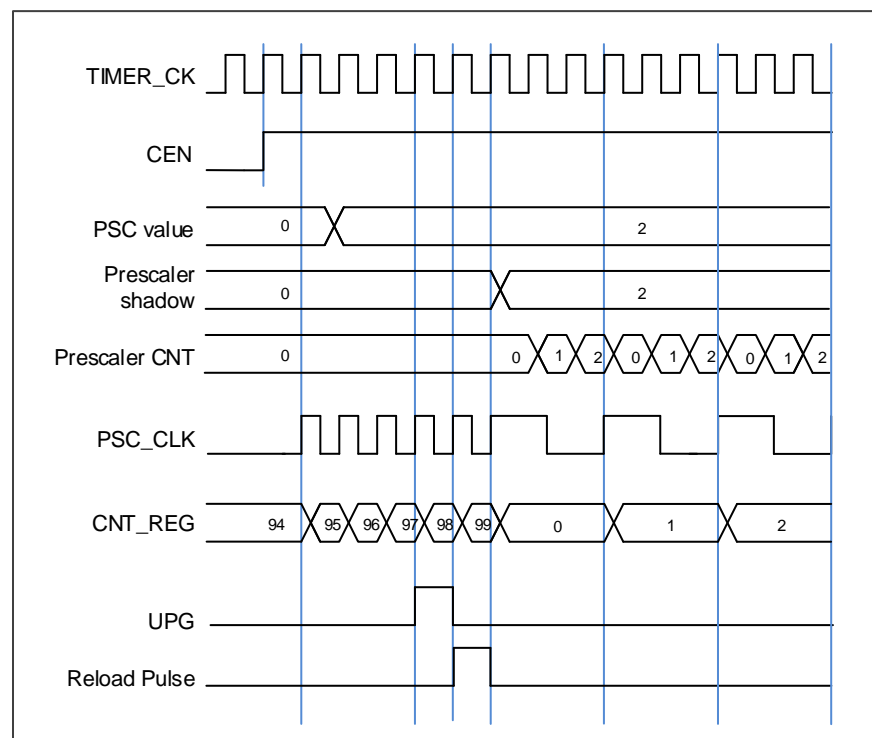 TIMER_CK
CEN
PSC value 0 2
Prescaler
shadow 0 2
Prescaler CNT 0 0 1 2 0 1 2 0 1 2
PSC_CLK
CNT_REG 94 95 96 97 98 99 0 1 2
UPG
Reload Pulse